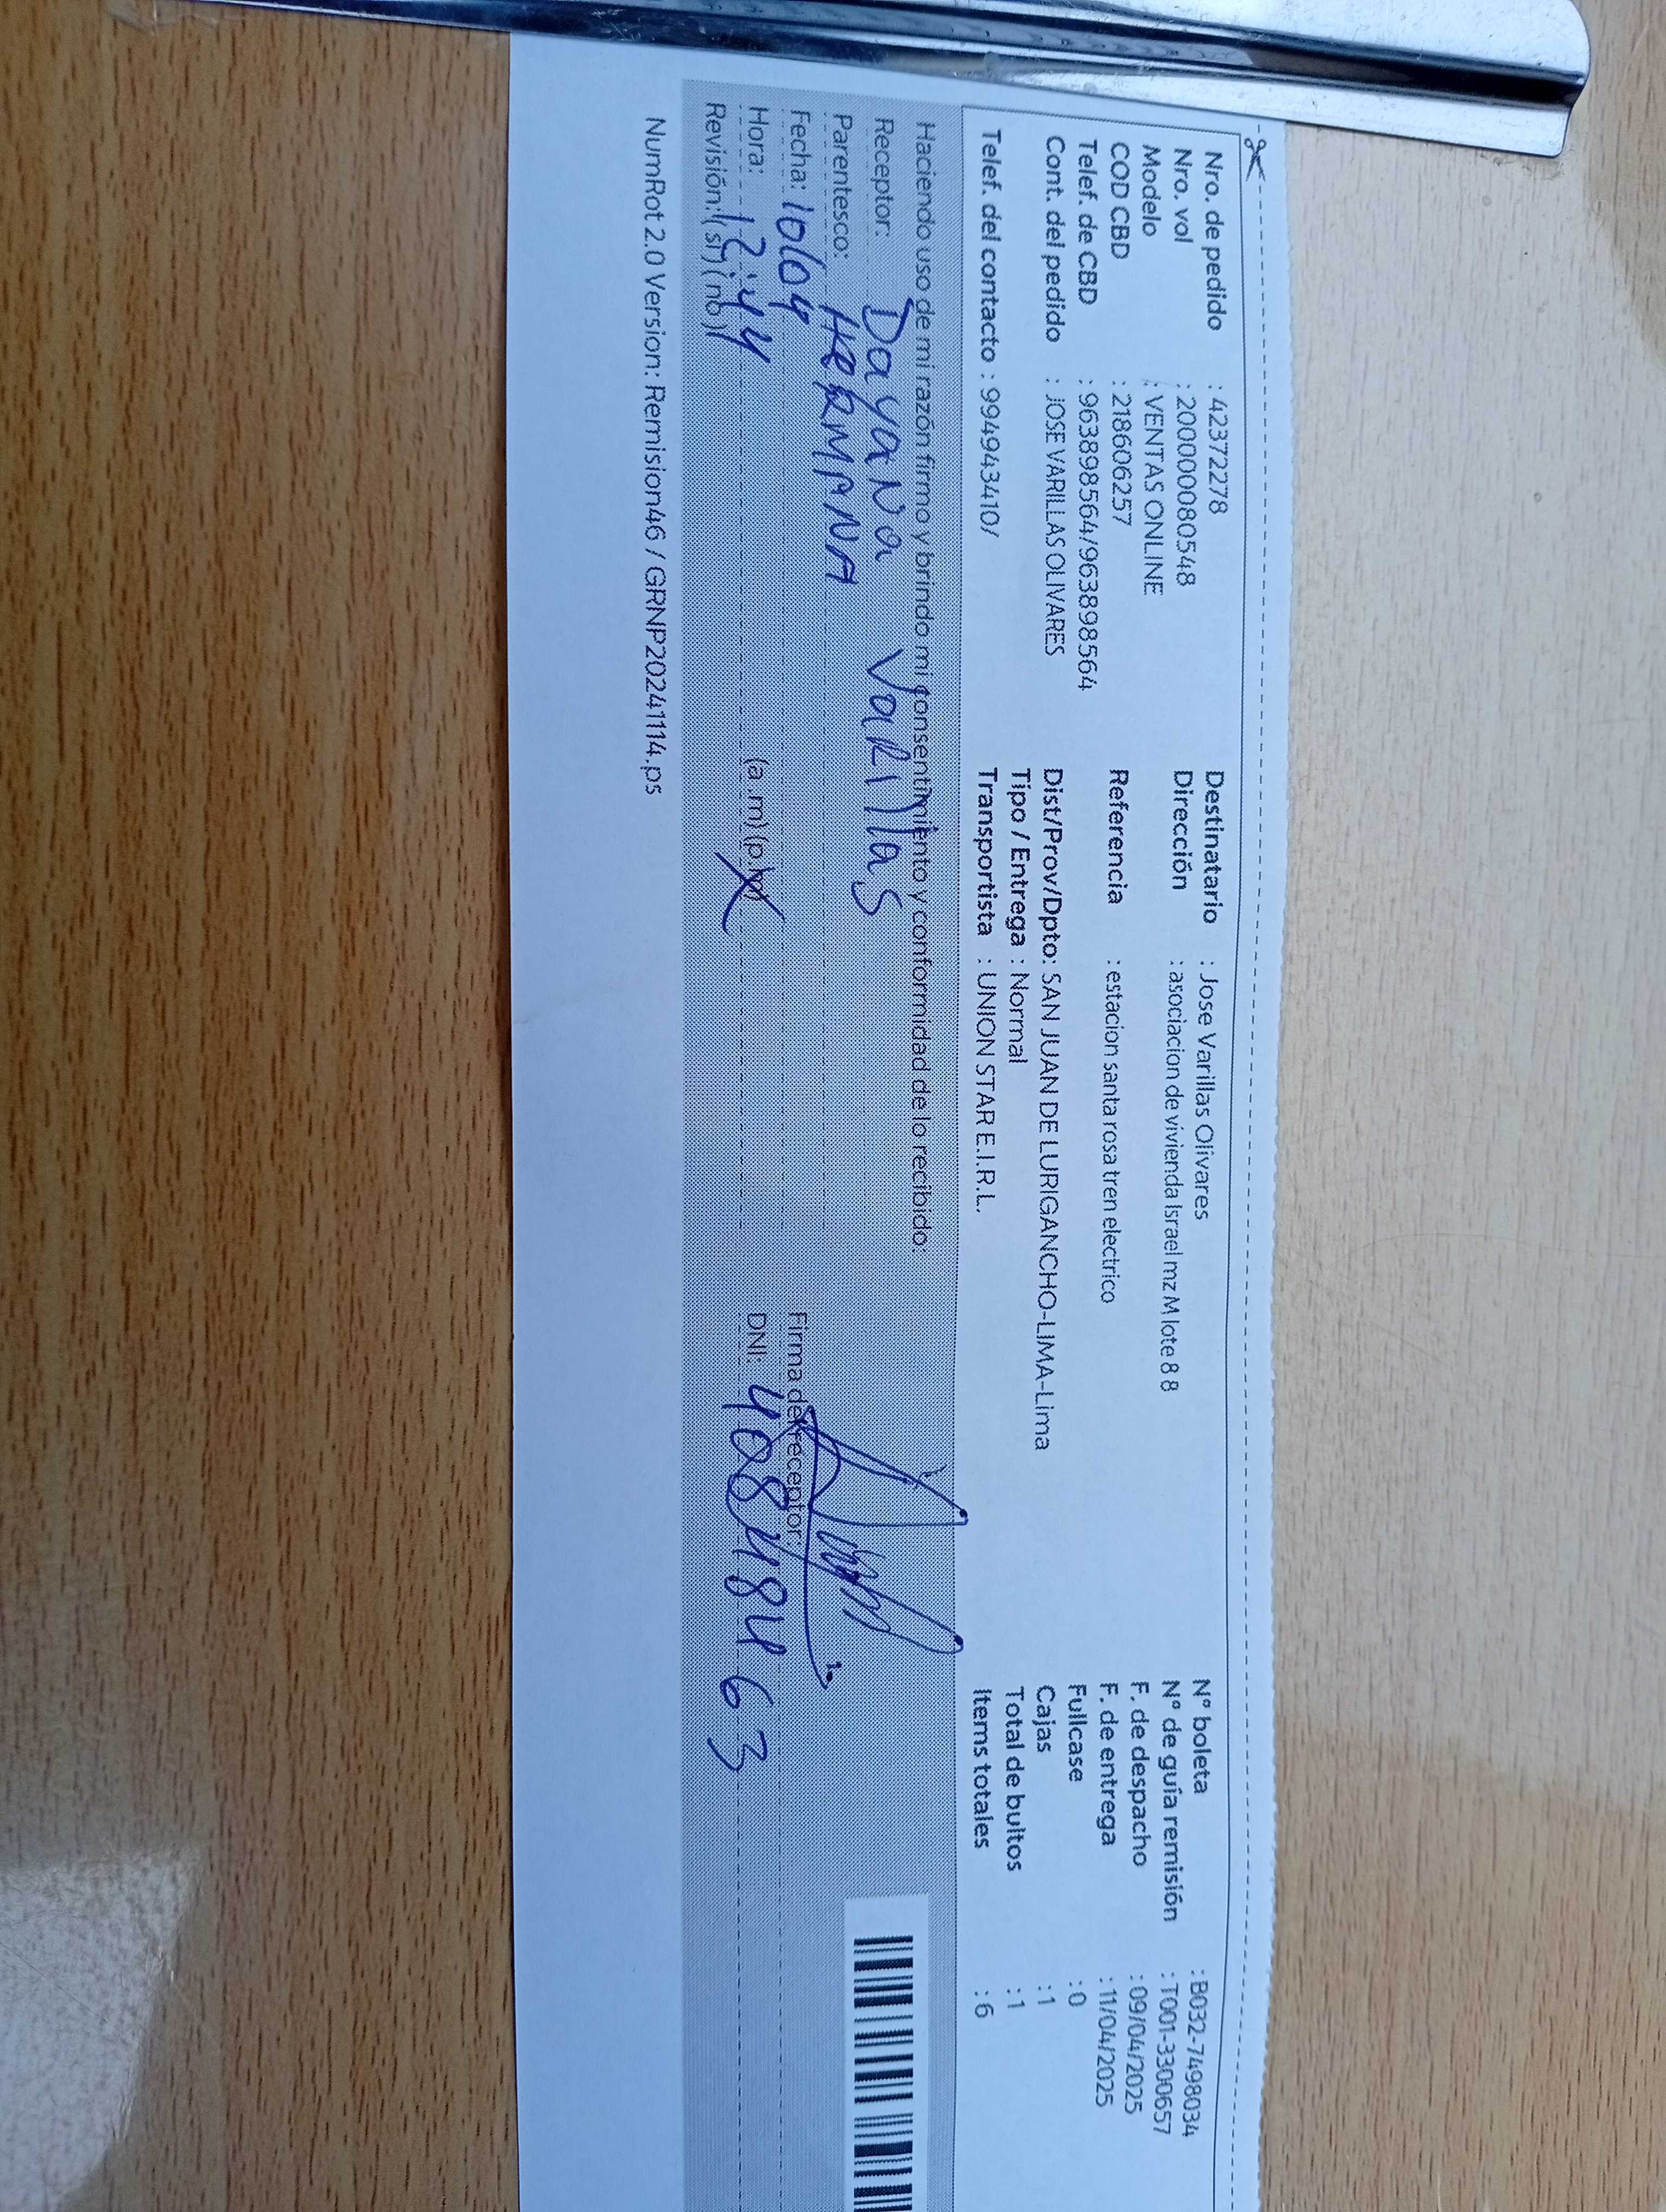 Nro. de pedido : 42372278
Nro. vol : 20000080548
Modelo : VENTAS ONLINE
COD CBD : 218606257
Telef. de CBD : 963898564/963898564
Cont. del pedido : JOSE VARILLAS OLIVARES
Telef. del contacto : 994943410/
Destinatario : Jose Varillas Olivares
Dirección : asociacion de vivienda Israel mz M lote 8 8
Referencia : estacion santa rosa tren electrico
Dist/Prov/Dpto: SAN JUAN DE LURIGANCHO-LIMA-Lima
Tipo / Entrega : Normal
Transportista : UNION STAR E.I.R.L.
N° boleta : B032-7498034
N° de guía remisión : T001-3300657
F. de despacho : 09/04/2025
F. de entrega : 11/04/2025
Fullcase : 0
Cajas : 1
Total de bultos : 1
Items totales : 6
Haciendo uso de mi razón firmo y brindo mi consentimiento y conformidad de lo recibido:
Receptor: Dayana Varillas
Parentesco: HERMANA
Fecha: 10/04
Hora: 12:44 (a.m) (p.m)
Revisión: ( si ) ( no )
Firma del receptor:
DNI:
NumRot 2.0 Version: Remision46 / GRNP20241114.ps